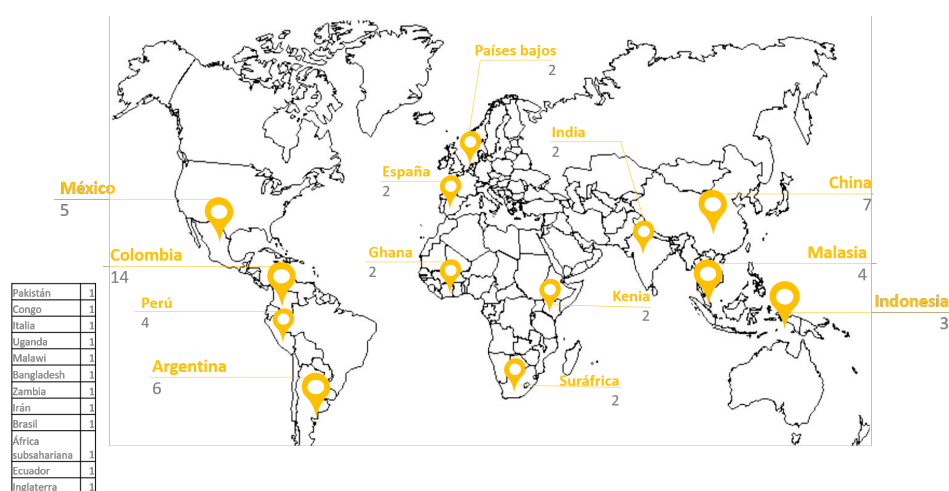 Países bajos
2
India
2
España
2
México
5
China
7
Colombia
14
Ghana
2
Malasia
4
Perú
4
Kenia
2
Indonesia
3
Argentina
6
Suráfrica
2
Pakistán 1
Congo 1
Italia 1
Uganda 1
Malawi 1
Bangladesh 1
Zambia 1
Irán 1
Brasil 1
África
subsahariana 1
Ecuador 1
Inglaterra 1